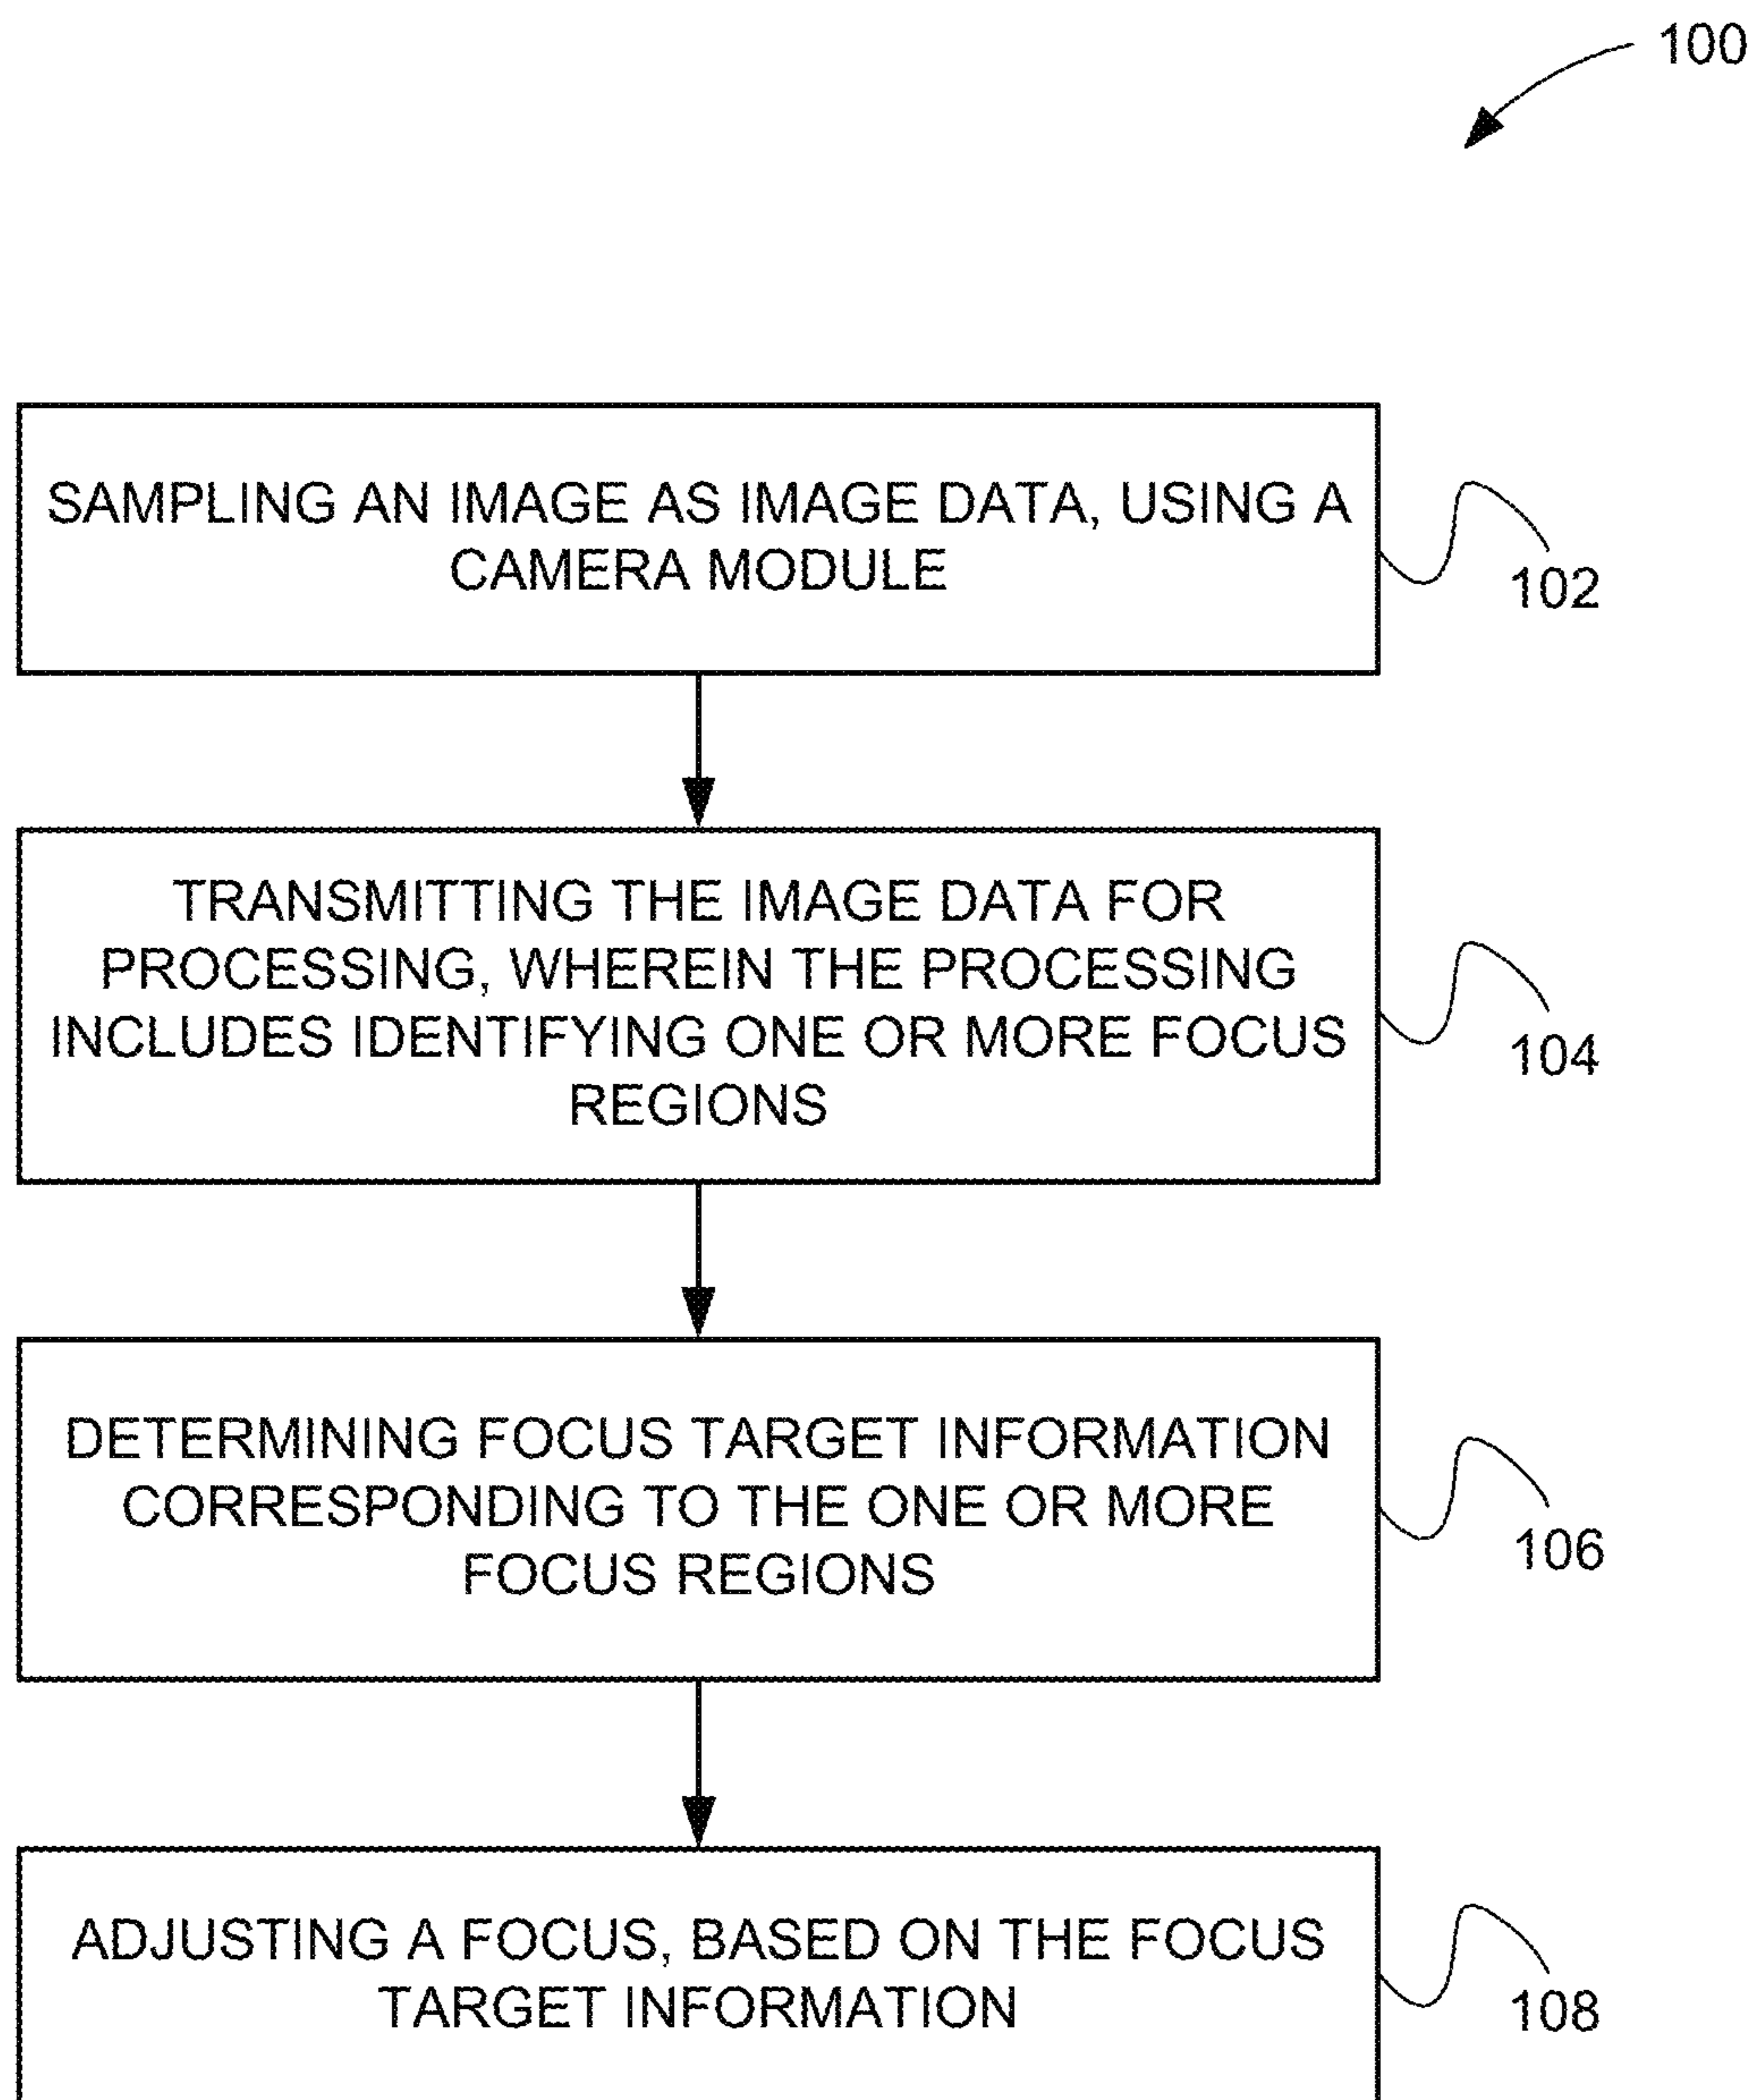 100
SAMPLING AN IMAGE AS IMAGE DATA, USING A
CAMERA MODULE
102
TRANSMITTING THE IMAGE DATA FOR
PROCESSING, WHEREIN THE PROCESSING
INCLUDES IDENTIFYING ONE OR MORE FOCUS
REGIONS
104
DETERMINING FOCUS TARGET INFORMATION
CORRESPONDING TO THE ONE OR MORE
FOCUS REGIONS
106
ADJUSTING A FOCUS, BASED ON THE FOCUS
TARGET INFORMATION
108